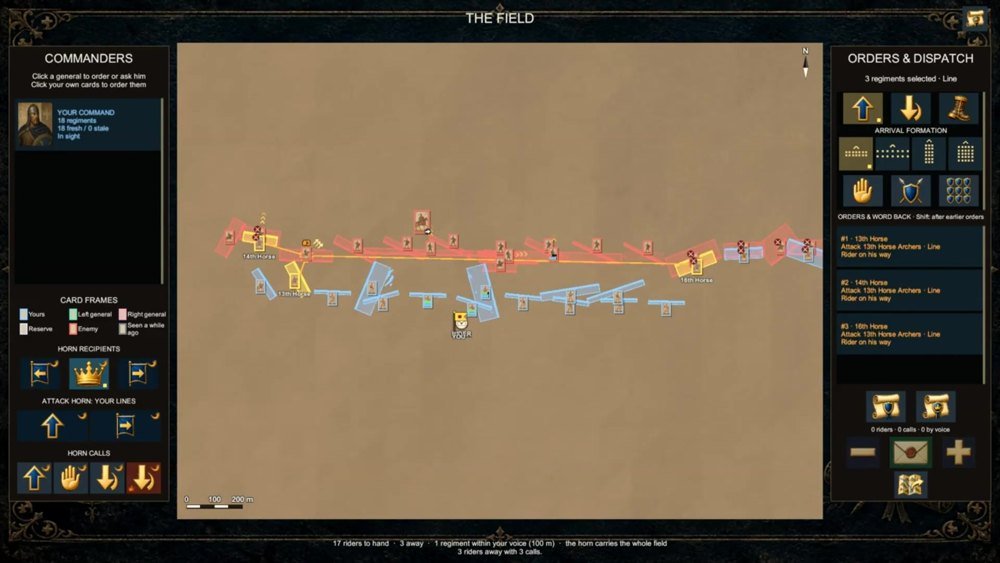 THE FIELD
COMMANDERS
Click a general to order or ask him
Click your own cards to order them
YOUR COMMAND
18 regiments
18 fresh / 0 stale
In sight
CARD FRAMES
Yours
Left general
Right general
Reserve
Enemy
Seen a while
ago
HORN RECIPIENTS
ATTACK HORN: YOUR LINES
HORN CALLS
N
14th Horse
13th Horse
16th Horse
0 100 200 m
ORDERS & DISPATCH
3 regiments selected · Line
ARRIVAL FORMATION
ORDERS & WORD BACK · Shift: after earlier orders
#1 · 13th Horse
Attack 13th Horse Archers · Line
Rider on his way
#2 · 14th Horse
Attack 13th Horse Archers · Line
Rider on his way
#3 · 16th Horse
Attack 13th Horse Archers · Line
Rider on his way
0 riders · 0 calls · 0 by voice
17 riders to hand · 3 away · 1 regiment within your voice (100 m) · the horn carries the whole field
3 riders away with 3 calls.